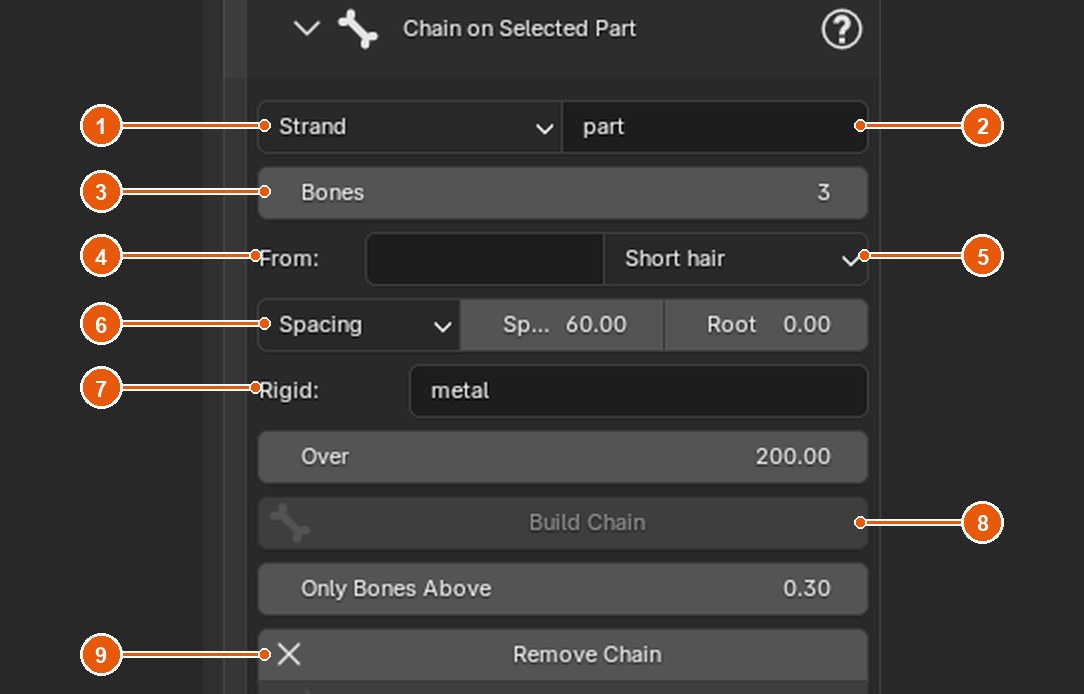 Chain on Selected Part ?
1 Strand part 2
3 Bones 3
4 From: Short hair 5
6 Spacing Sp... 60.00 Root 0.00
7 Rigid: metal
Over 200.00
Build Chain 8
Only Bones Above 0.30
9 Remove Chain